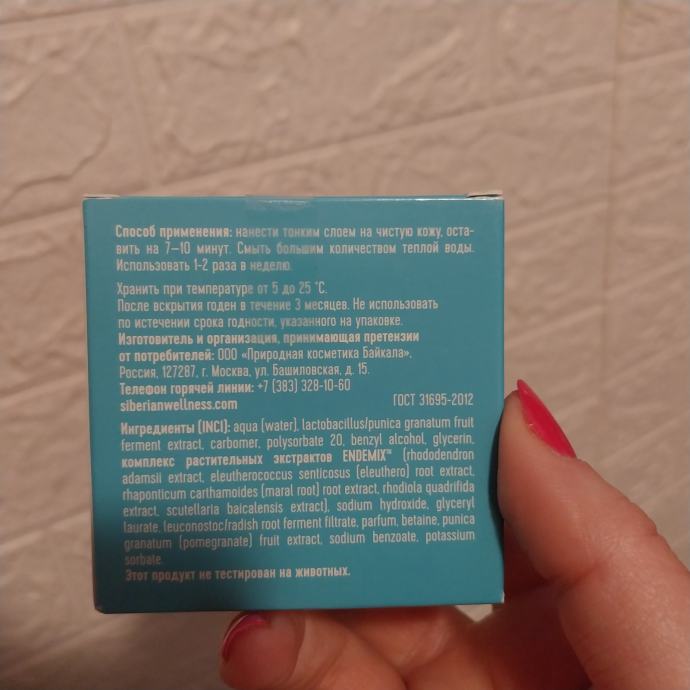 Способ применения: нанести тонким слоем на чистую кожу, оста-
вить на 7–10 минут. Смыть большим количеством теплой воды.
Использовать 1-2 раза в неделю.
Хранить при температуре от 5 до 25 °С.
После вскрытия годен в течение 3 месяцев. Не использовать
по истечении срока годности, указанного на упаковке.
Изготовитель и организация, принимающая претензии
от потребителей: ООО «Природная косметика Байкала»,
Россия, 127287, г. Москва, ул. Башиловская, д. 15.
Телефон горячей линии: +7 (383) 328-10-60
siberianwellness.com
ГОСТ 31695-2012
Ингредиенты (INCI): aqua (water), lactobacillus/punica granatum fruit
ferment extract, carbomer, polysorbate 20, benzyl alcohol, glycerin,
комплекс растительных экстрактов ENDEMIX™ (rhododendron
adamsii extract, eleutherococcus senticosus (eleuthero) root extract,
rhaponticum carthamoides (maral root) root extract, rhodiola quadrifida
extract, scutellaria baicalensis extract), sodium hydroxide, glyceryl
laurate, leuconostoc/radish root ferment filtrate, parfum, betaine, punica
granatum (pomegranate) fruit extract, sodium benzoate, potassium
sorbate.
Этот продукт не тестирован на животных.